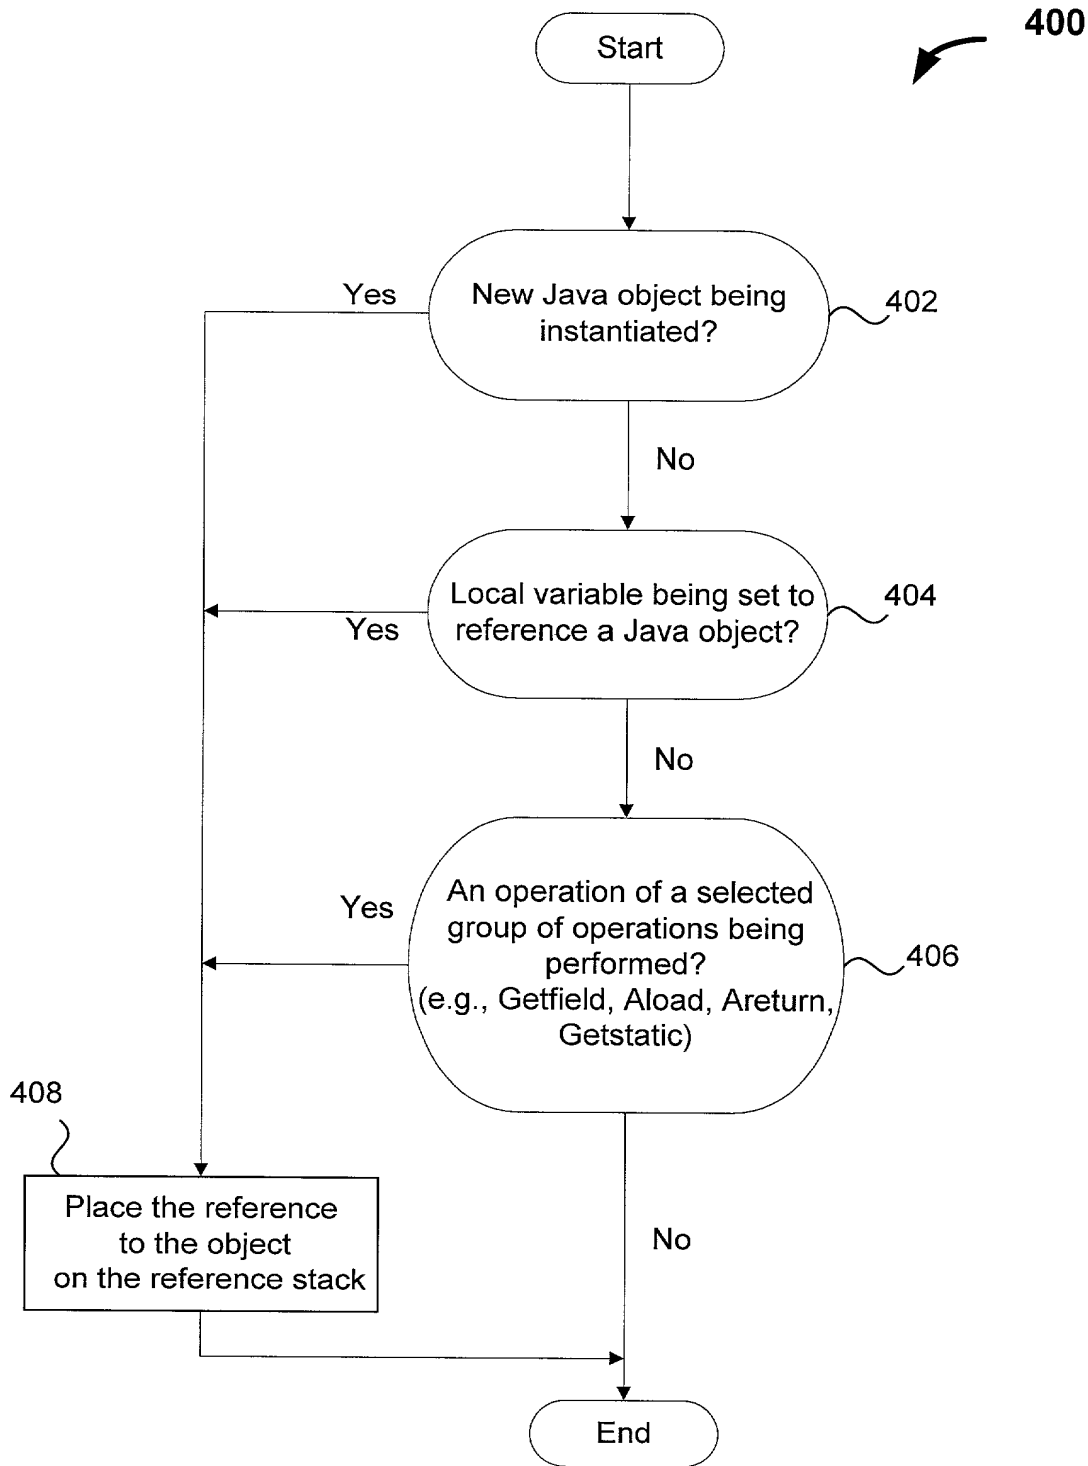 400
Start
New Java object being
instantiated?
402
Yes
No
Local variable being set to
reference a Java object?
404
Yes
No
An operation of a selected
group of operations being
performed?
(e.g., Getfield, Aload, Areturn,
Getstatic)
406
Yes
408
Place the reference
to the object
on the reference stack
No
End